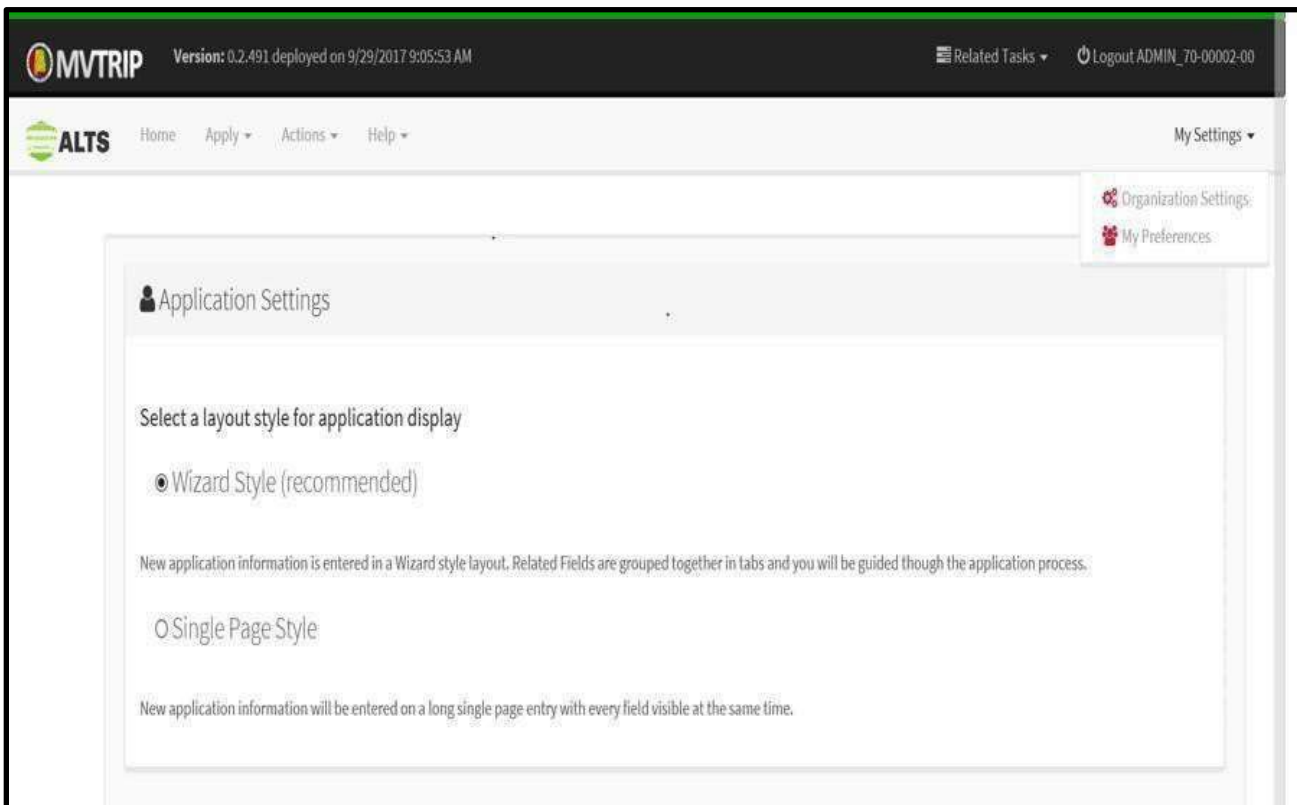 MVTRIP Version: 0.2.491 deployed on 9/29/2017 9:05:53 AM Related Tasks Logout ADMIN_70-00002-00
ALTS Home Apply Actions Help My Settings
Organization Settings
My Preferences
Application Settings
Select a layout style for application display
Wizard Style (recommended)
New application information is entered in a Wizard style layout. Related Fields are grouped together in tabs and you will be guided though the application process.
Single Page Style
New application information will be entered on a long single page entry with every field visible at the same time.